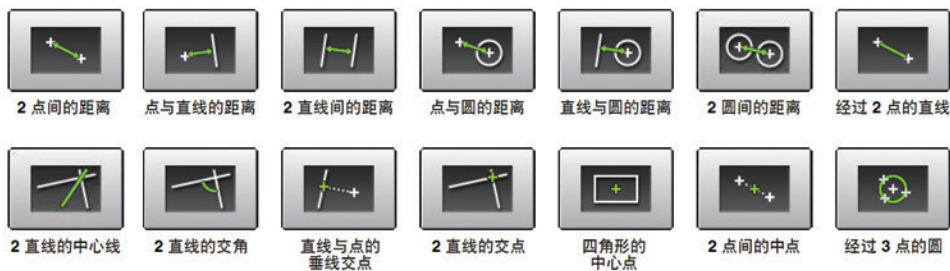 2 点间的距离
点与直线的距离
2 直线间的距离
点与圆的距离
直线与圆的距离
2 圆间的距离
经过 2 点的直线
2 直线的中心线
2 直线的交角
直线与点的
垂线交点
2 直线的交点
四角形的
中心点
2 点间的中点
经过 3 点的圆